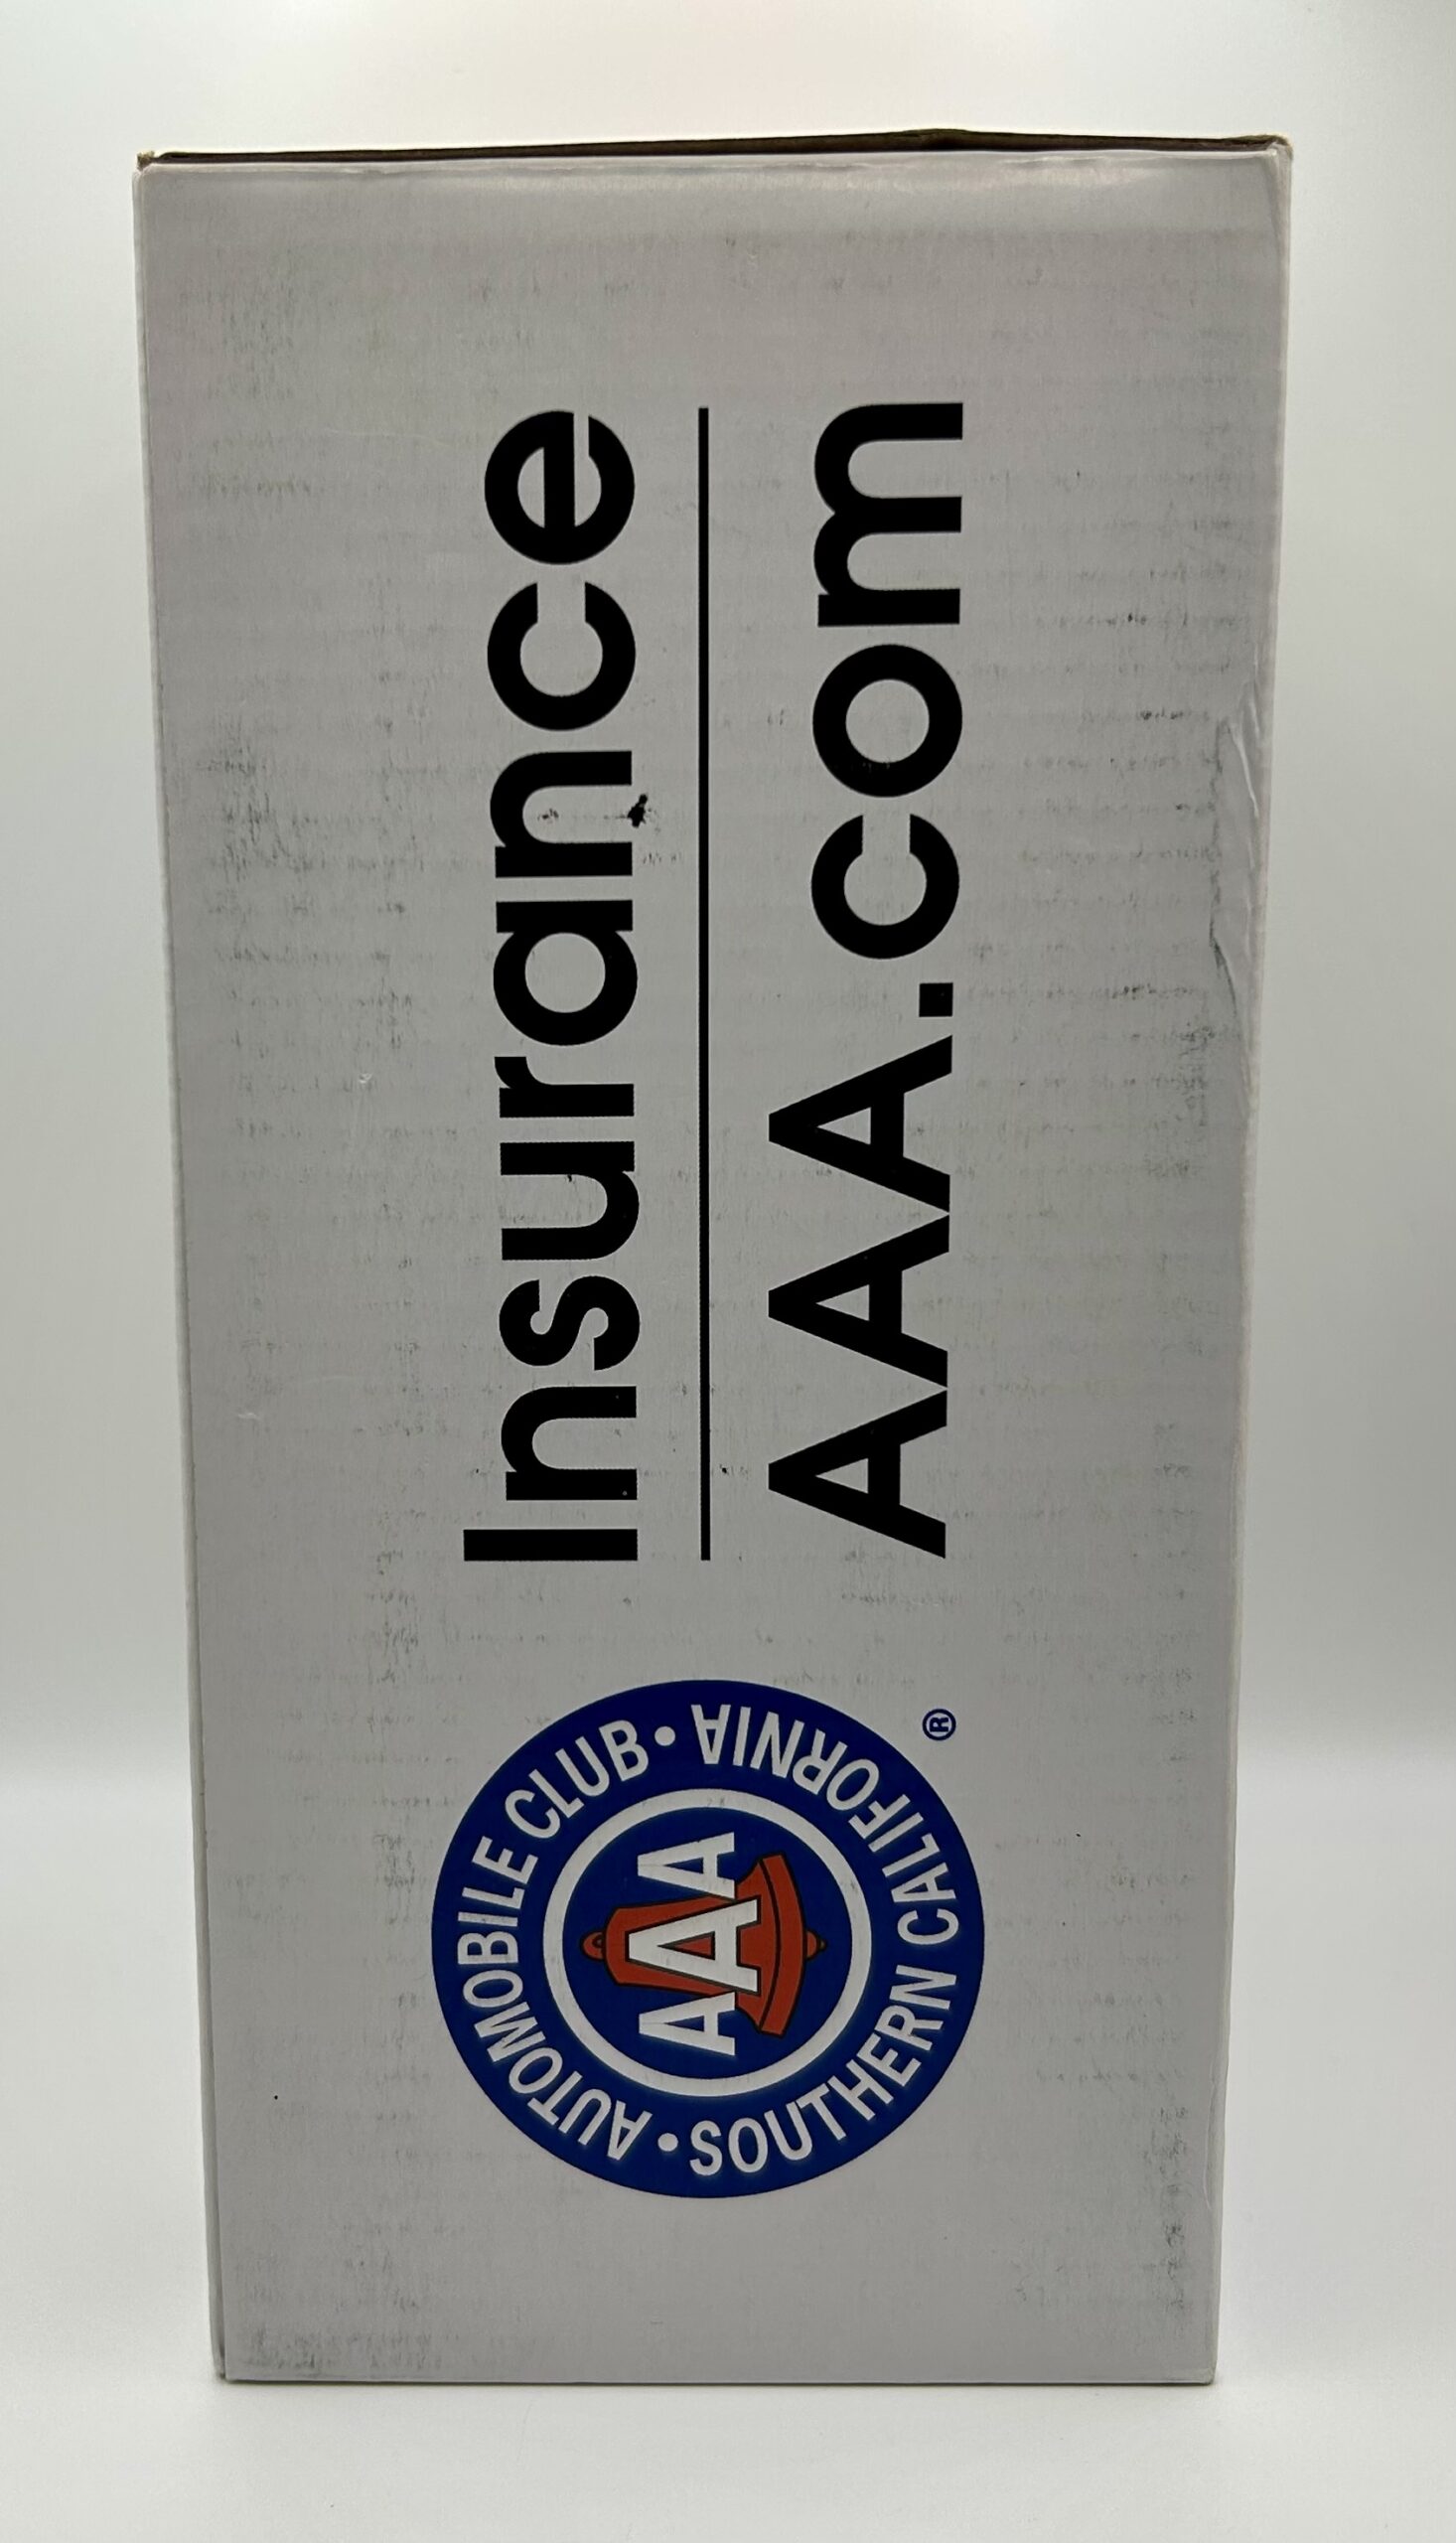 Insurance
AAA.com
• AUTOMOBILE CLUB •
SOUTHERN CALIFORNIA
AAA
®